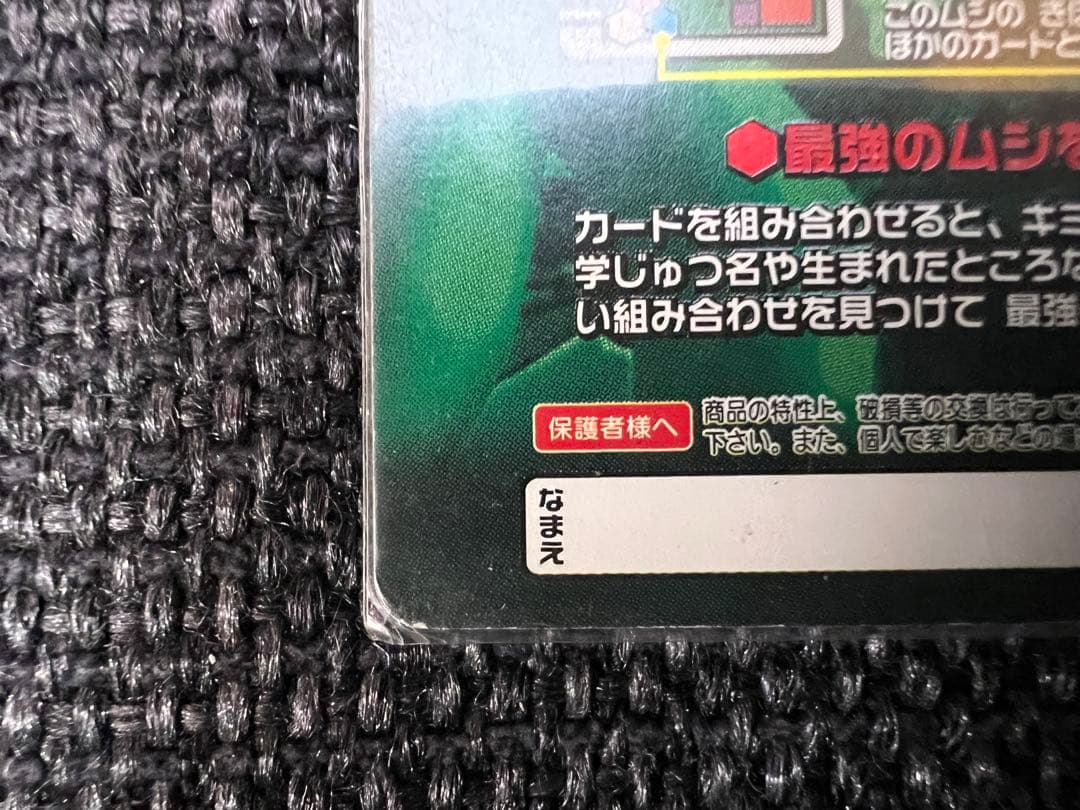 このムシの き
ほかのカードと
最強のムシを
カードを組み合わせると、キミ
学じゅつ名や生まれたところな
い組み合わせを見つけて 最強
保護者様へ
商品の特性上、破損等の交換は行って
下さい。また、個人で楽しむなどの
なまえ